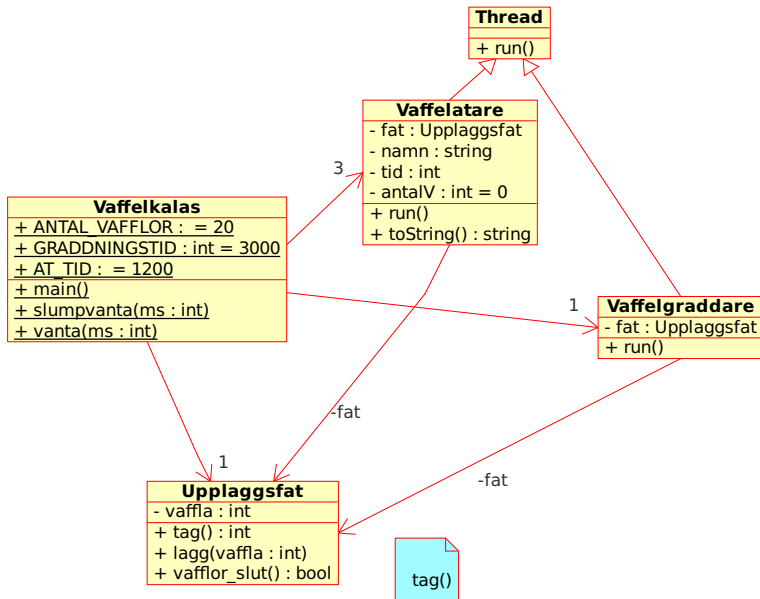 Thread
+ run()
Vaffelatare
- fat : Upplaggsfat
- namn : string
- tid : int
- antalV : int = 0
+ run()
+ toString() : string
3
Vaffelkalas
+ ANTAL_VAFFLOR :  = 20
+ GRADDNINGSTID : int = 3000
+ AT_TID :  = 1200
+ main()
+ slumpvanta(ms : int)
+ vanta(ms : int)
1
Vaffelgraddare
- fat : Upplaggsfat
+ run()
-fat
1
-fat
Upplaggsfat
- vaffla : int
+ tag() : int
+ lagg(vaffla : int)
+ vafflor_slut() : bool
tag()